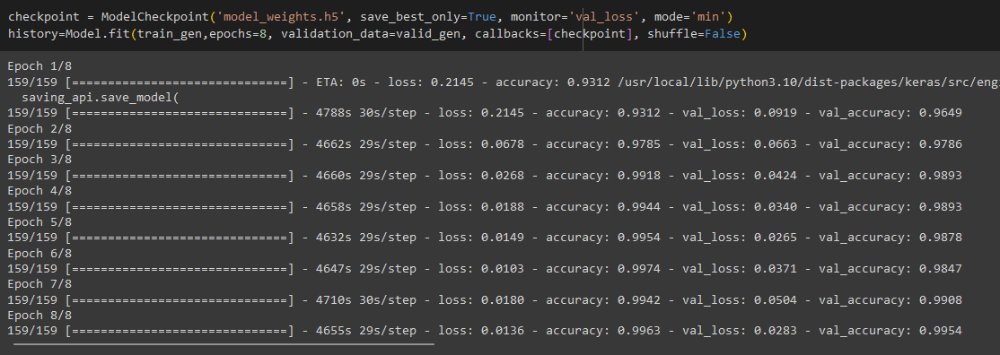 checkpoint = ModelCheckpoint('model_weights.h5', save_best_only=True, monitor='val_loss', mode='min')
history=Model.fit(train_gen,epochs=8, validation_data=valid_gen, callbacks=[checkpoint], shuffle=False)
Epoch 1/8
159/159 [==============================] - ETA: 0s - loss: 0.2145 - accuracy: 0.9312 /usr/local/lib/python3.10/dist-packages/keras/src/eng
saving_api.save_model(
159/159 [==============================] - 4788s 30s/step - loss: 0.2145 - accuracy: 0.9312 - val_loss: 0.0919 - val_accuracy: 0.9649
Epoch 2/8
159/159 [==============================] - 4662s 29s/step - loss: 0.0678 - accuracy: 0.9785 - val_loss: 0.0663 - val_accuracy: 0.9786
Epoch 3/8
159/159 [==============================] - 4660s 29s/step - loss: 0.0268 - accuracy: 0.9918 - val_loss: 0.0424 - val_accuracy: 0.9893
Epoch 4/8
159/159 [==============================] - 4658s 29s/step - loss: 0.0188 - accuracy: 0.9944 - val_loss: 0.0340 - val_accuracy: 0.9893
Epoch 5/8
159/159 [==============================] - 4632s 29s/step - loss: 0.0149 - accuracy: 0.9954 - val_loss: 0.0265 - val_accuracy: 0.9878
Epoch 6/8
159/159 [==============================] - 4647s 29s/step - loss: 0.0103 - accuracy: 0.9974 - val_loss: 0.0371 - val_accuracy: 0.9847
Epoch 7/8
159/159 [==============================] - 4710s 30s/step - loss: 0.0180 - accuracy: 0.9942 - val_loss: 0.0504 - val_accuracy: 0.9908
Epoch 8/8
159/159 [==============================] - 4655s 29s/step - loss: 0.0136 - accuracy: 0.9963 - val_loss: 0.0283 - val_accuracy: 0.9954